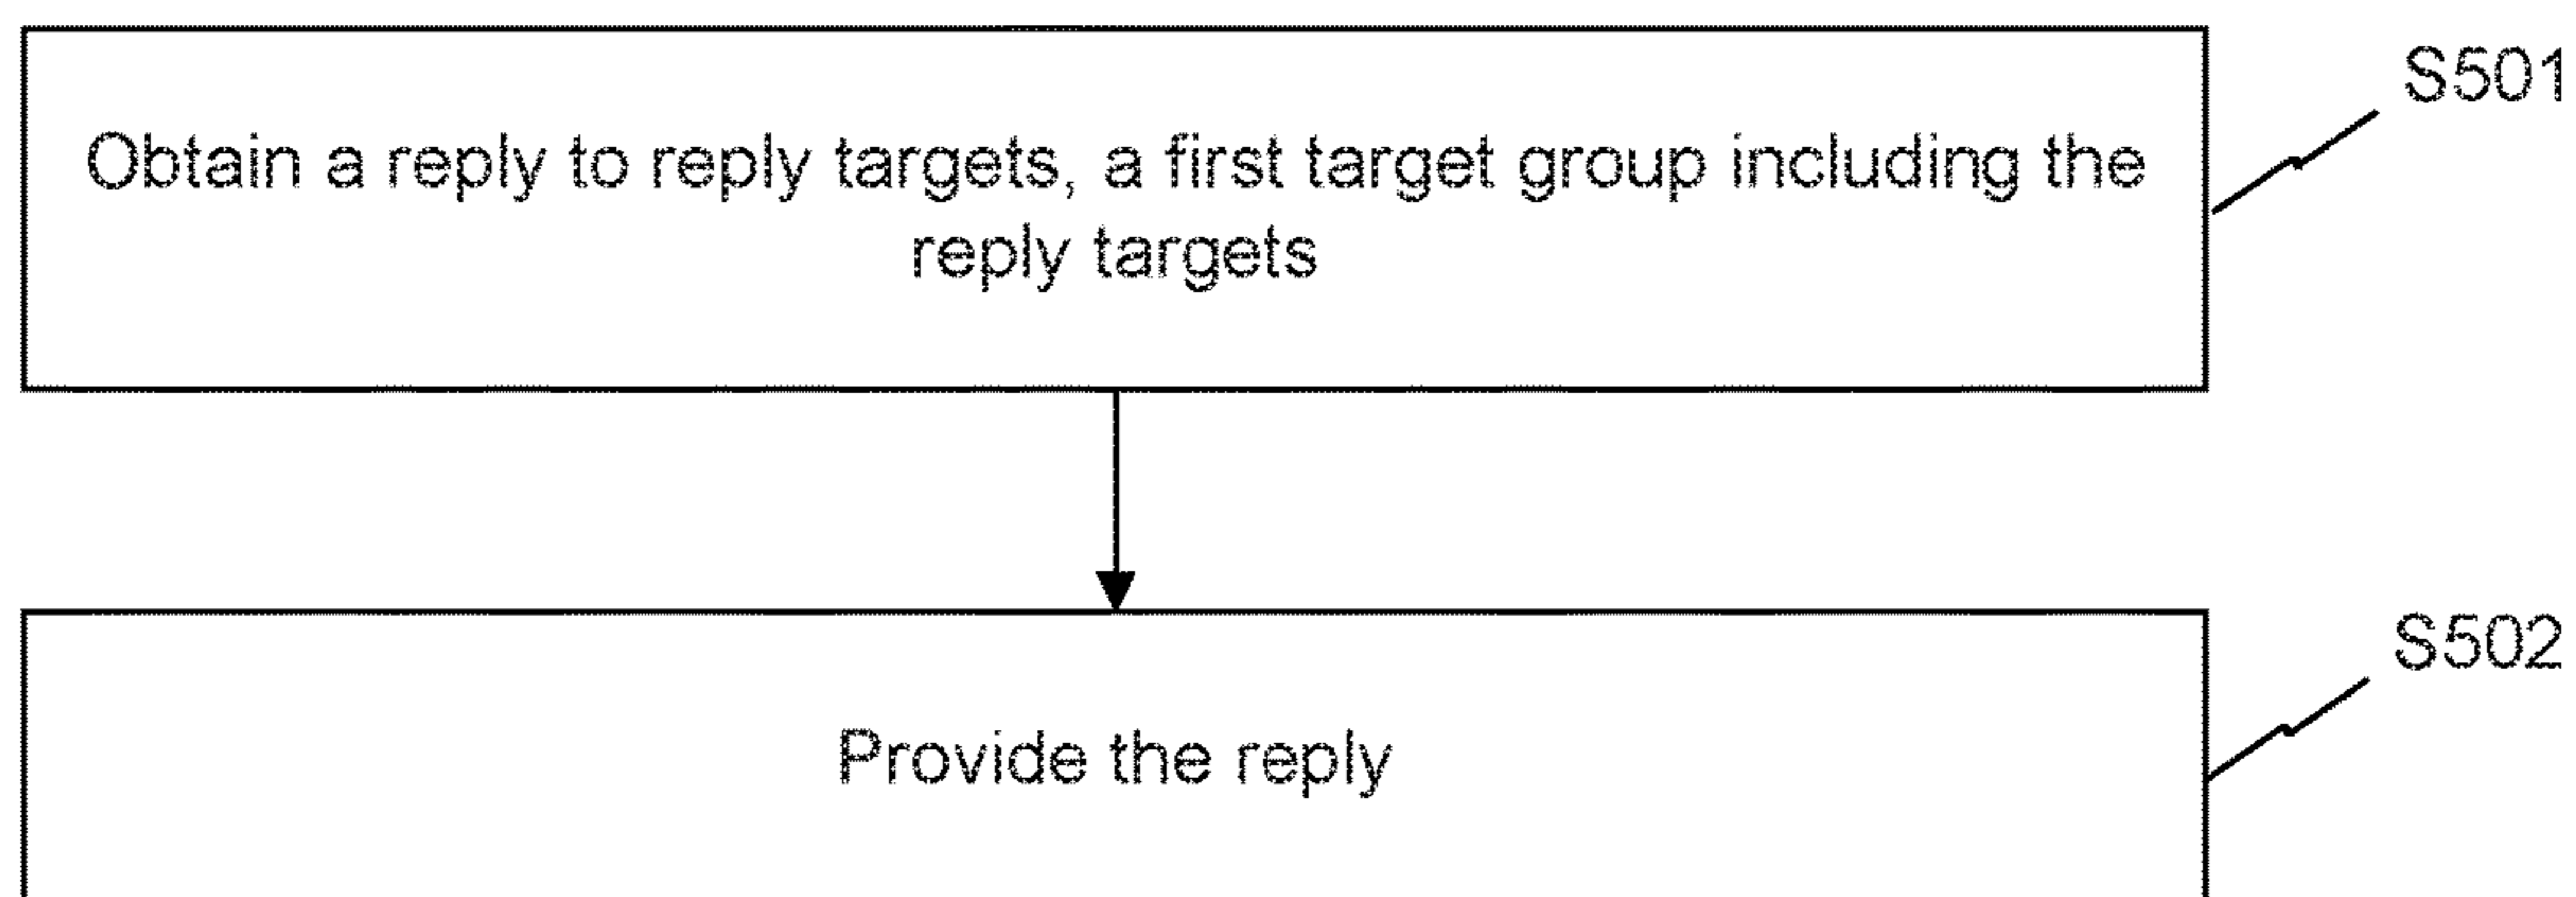 S501
Obtain a reply to reply targets, a first target group including the
reply targets
S502
Provide the reply